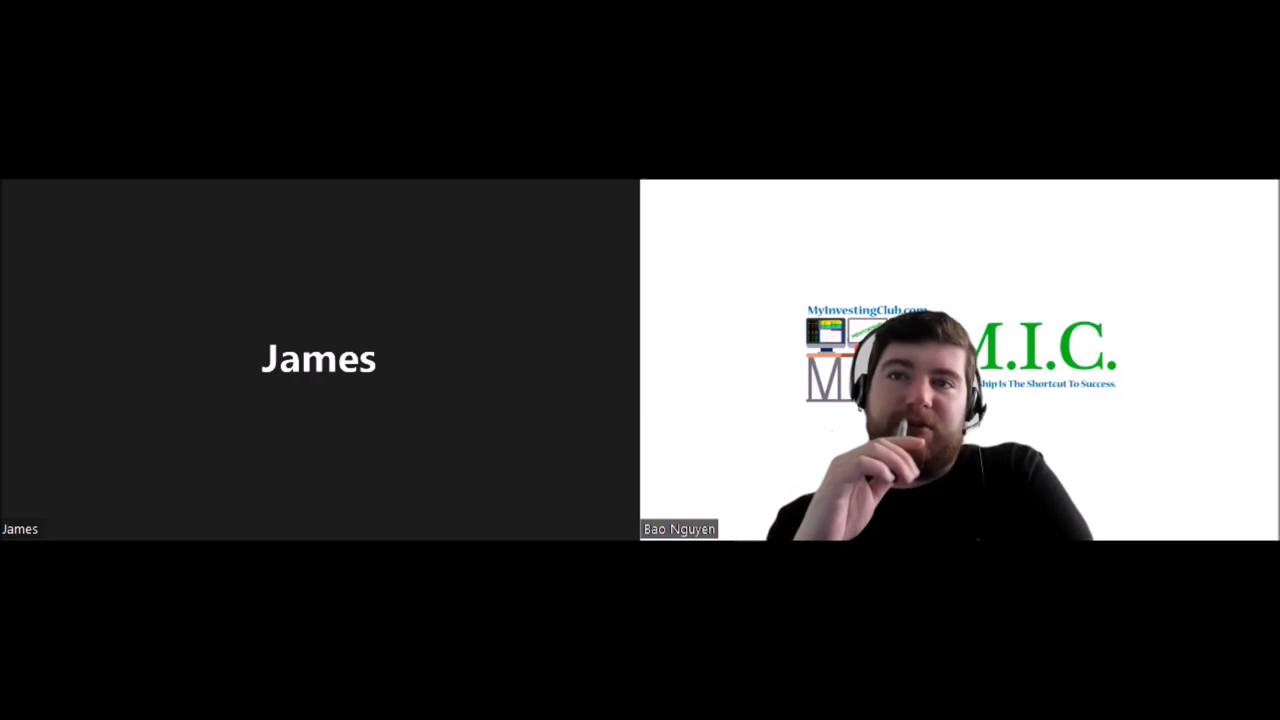 James
James
MyInvestingClub.com
M
M.I.C.
ship Is The Shortcut To Success.
Bao Nguyen